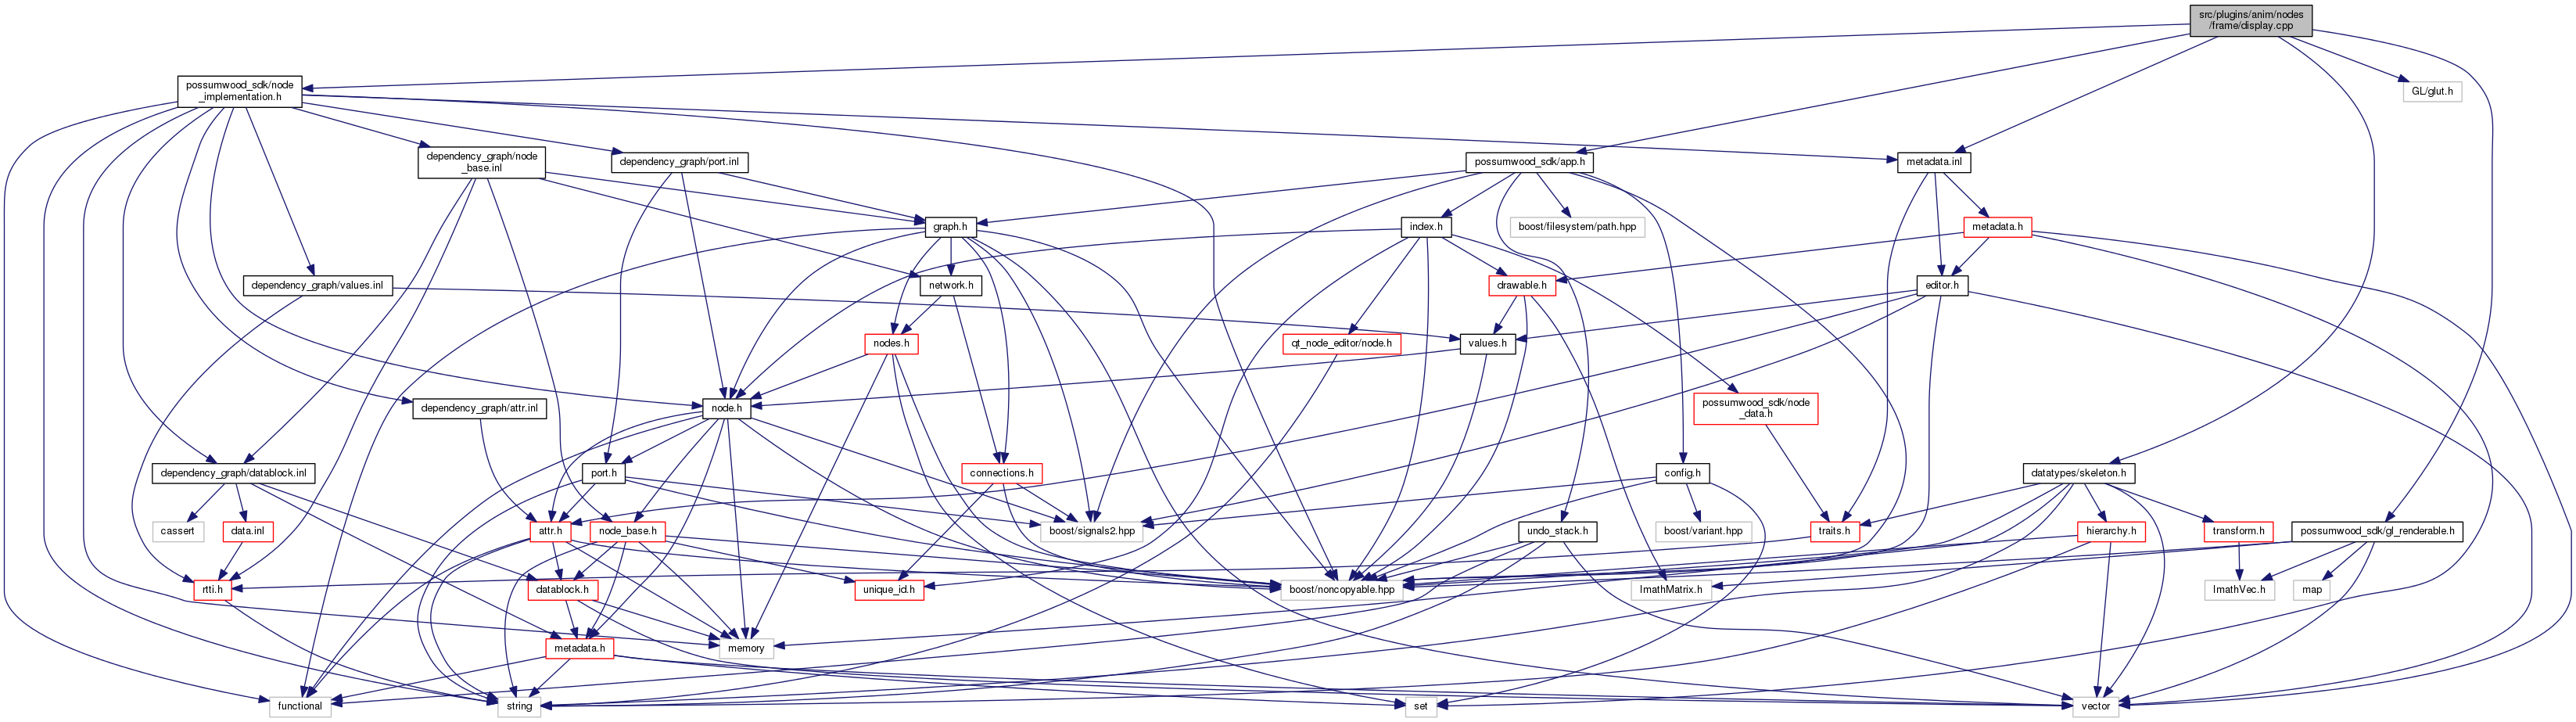 src/plugins/anim/nodes
/frame/display.cpp
possumwood_sdk/node
_implementation.h
GL/glut.h
dependency_graph/node
_base.inl
dependency_graph/port.inl
possumwood_sdk/app.h
metadata.inl
graph.h
index.h
boost/filesystem/path.hpp
metadata.h
dependency_graph/values.inl
network.h
drawable.h
editor.h
nodes.h
qt_node_editor/node.h
values.h
dependency_graph/attr.inl
node.h
possumwood_sdk/node
_data.h
dependency_graph/datablock.inl
port.h
connections.h
config.h
datatypes/skeleton.h
cassert
data.inl
attr.h
node_base.h
boost/signals2.hpp
undo_stack.h
boost/variant.hpp
traits.h
hierarchy.h
transform.h
possumwood_sdk/gl_renderable.h
rtti.h
datablock.h
unique_id.h
boost/noncopyable.hpp
ImathMatrix.h
ImathVec.h
map
metadata.h
memory
functional
string
set
vector